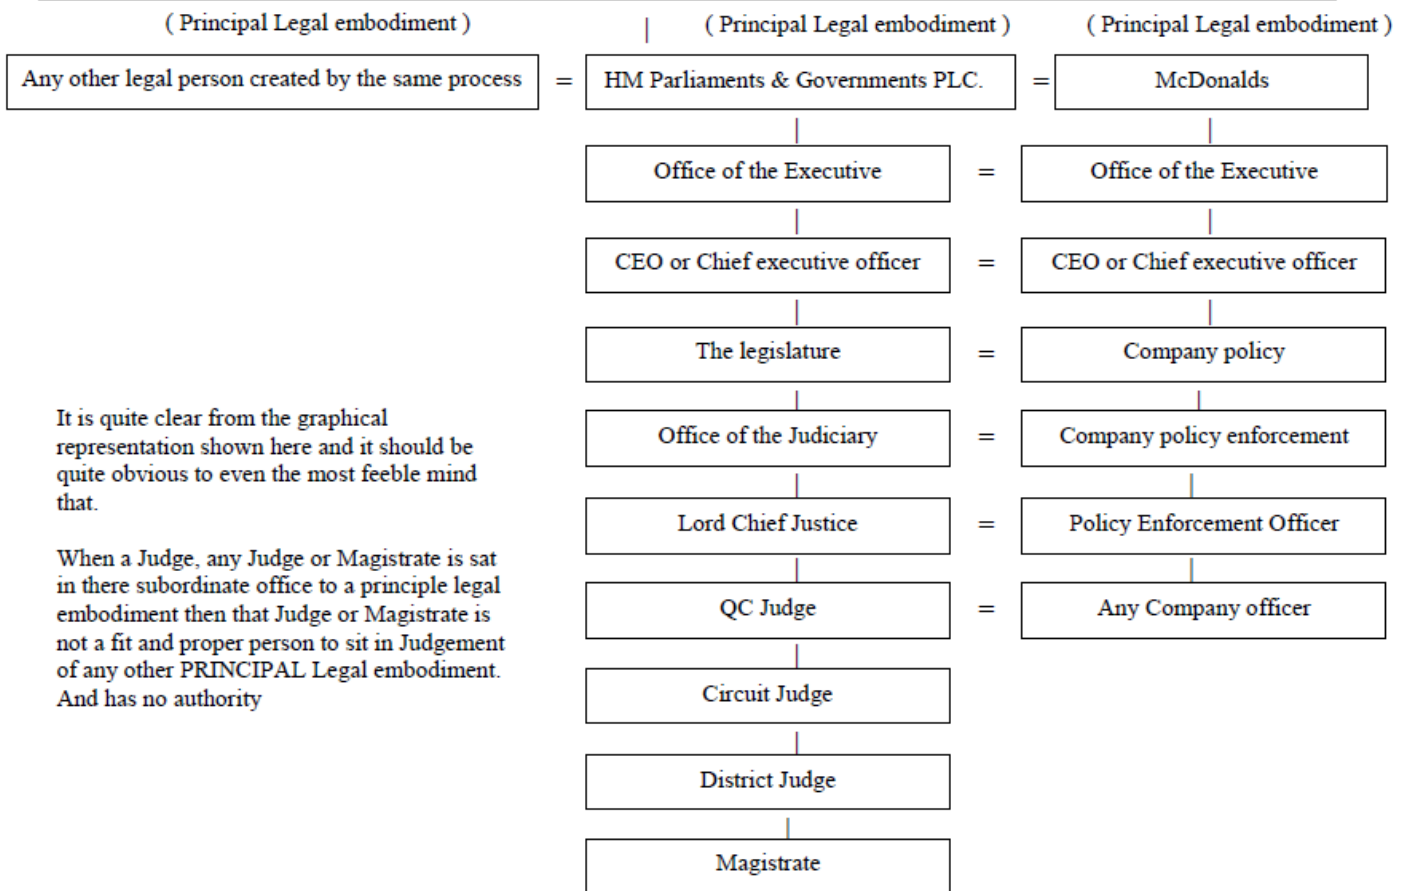 ( Principal Legal embodiment ) | ( Principal Legal embodiment ) ( Principal Legal embodiment )
Any other legal person created by the same process = HM Parliaments & Governments PLC. = McDonalds
Office of the Executive = Office of the Executive
CEO or Chief executive officer = CEO or Chief executive officer
The legislature = Company policy
Office of the Judiciary = Company policy enforcement
Lord Chief Justice = Policy Enforcement Officer
QC Judge = Any Company officer
Circuit Judge
District Judge
Magistrate
It is quite clear from the graphical
representation shown here and it should be
quite obvious to even the most feeble mind
that.
When a Judge, any Judge or Magistrate is sat
in there subordinate office to a principle legal
embodiment then that Judge or Magistrate is
not a fit and proper person to sit in Judgement
of any other PRINCIPAL Legal embodiment.
And has no authority